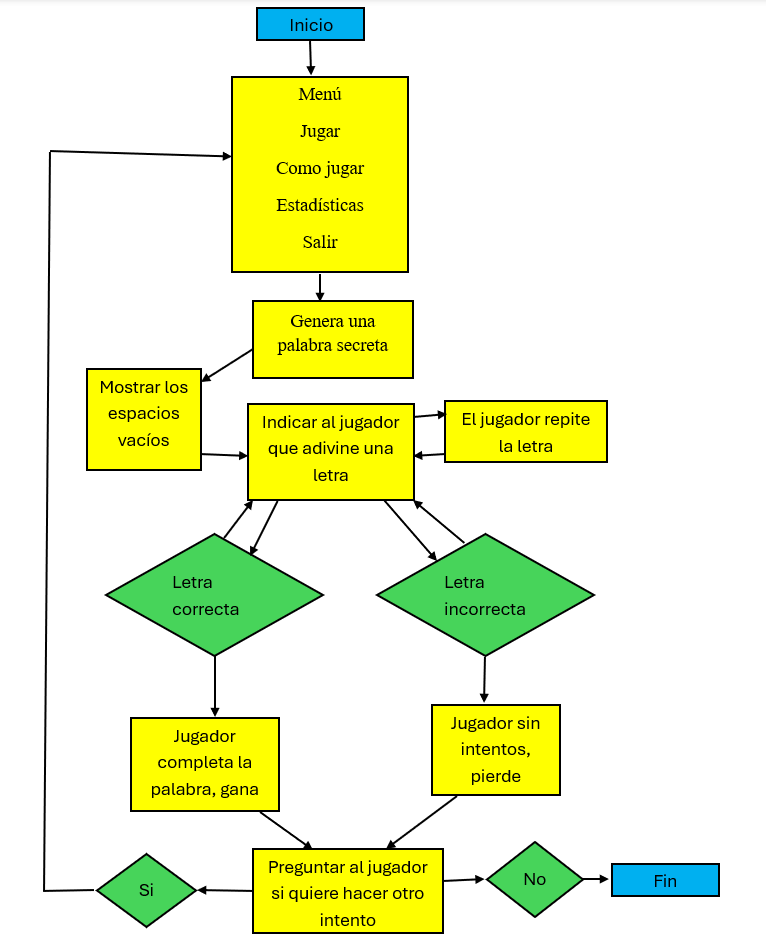 Inicio
Menú
Jugar
Como jugar
Estadísticas
Salir
Genera una
palabra secreta
Mostrar los
espacios
vacíos
Indicar al jugador
que adivine una
letra
El jugador repite
la letra
Letra
correcta
Letra
incorrecta
Jugador
completa la
palabra, gana
Jugador sin
intentos,
pierde
Preguntar al jugador
si quiere hacer otro
intento
Si
No
Fin